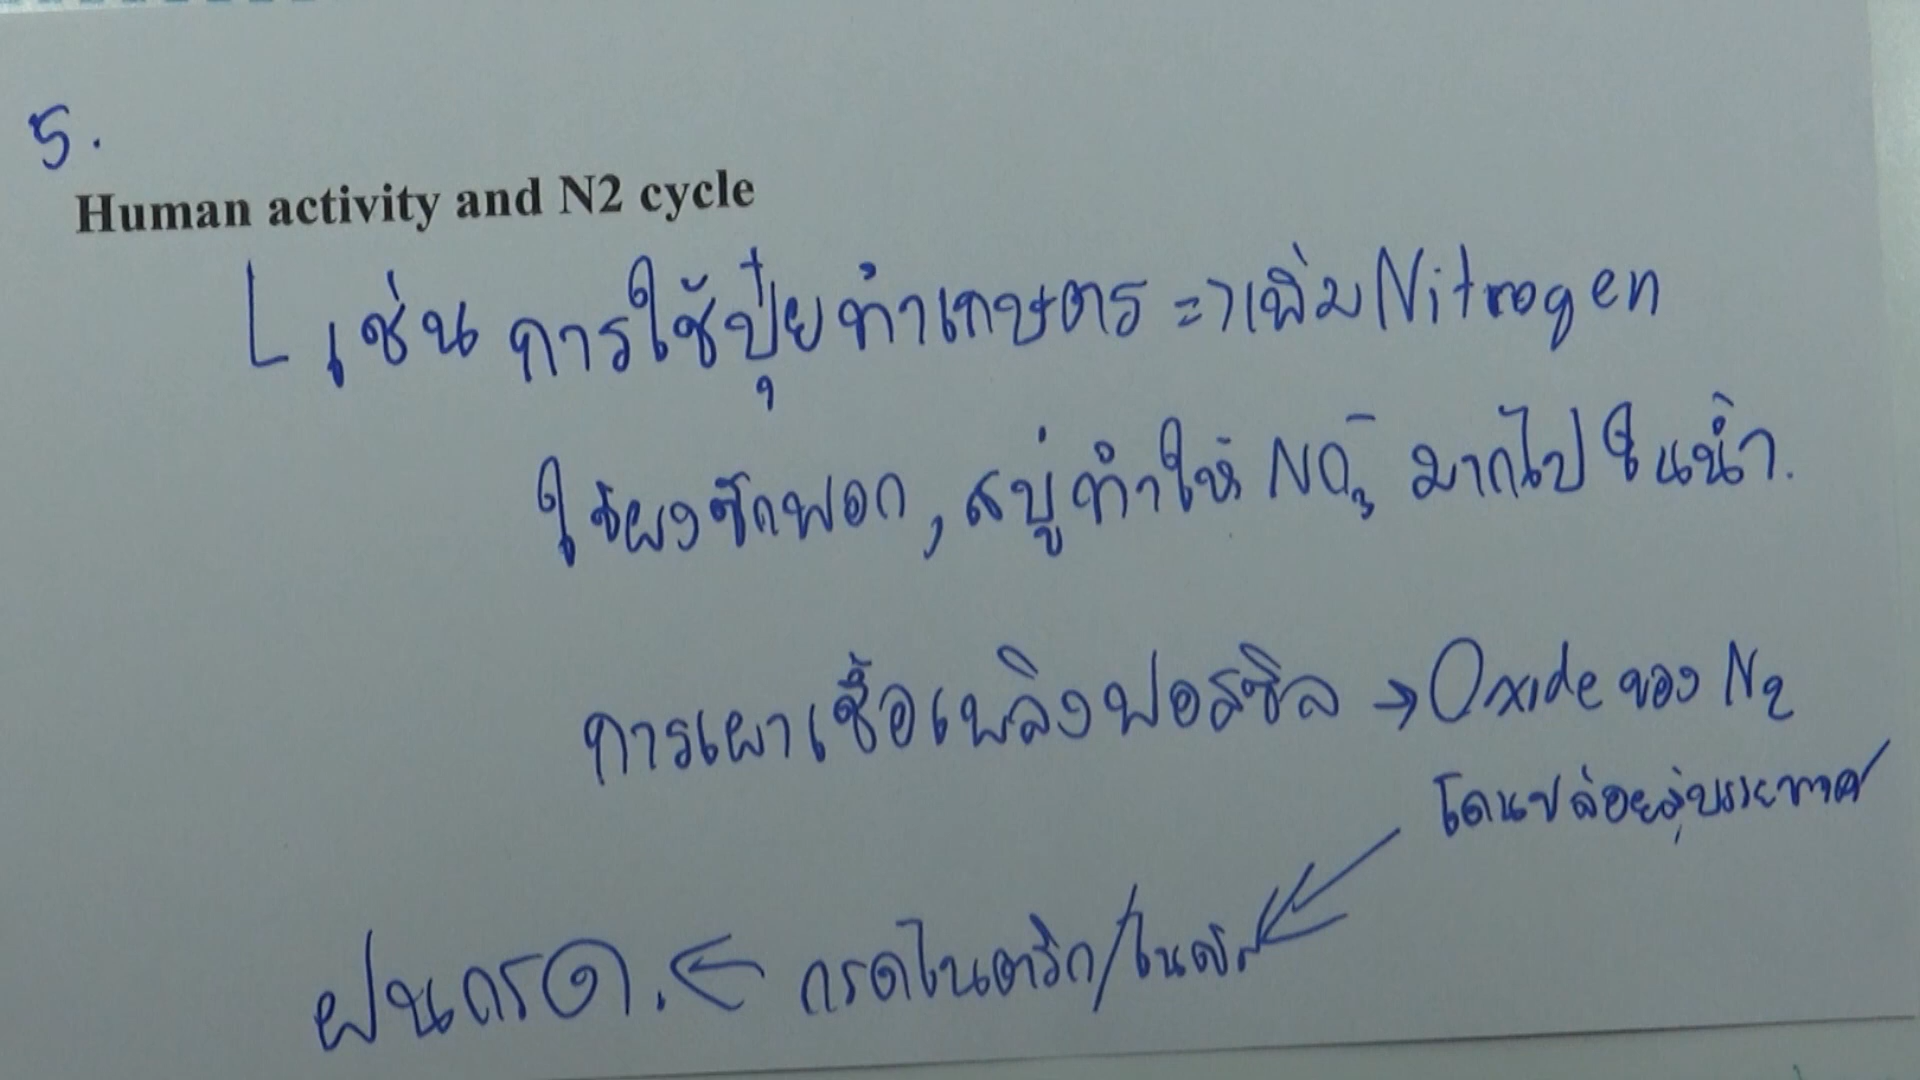 5.
Human activity and N2 cycle
เช่น การใช้ปุ๋ยทำเกษตร => เพิ่ม Nitrogen
ใช้ผงซักฟอก, สบู่ ทำให้ NO₃⁻ มากไป ในน้ำ.
การเผาเชื้อเพลิงฟอสซิล → Oxide ของ N₂
โดนปล่อยสู่บรรยากาศ
ฝนกรด. ← กรดไนตริก/ไนตรัส